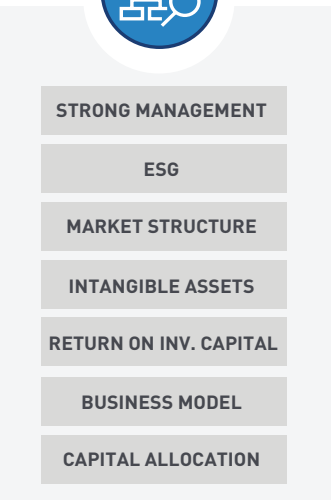 STRONG MANAGEMENT
ESG
MARKET STRUCTURE
INTANGIBLE ASSETS
RETURN ON INV. CAPITAL
BUSINESS MODEL
CAPITAL ALLOCATION